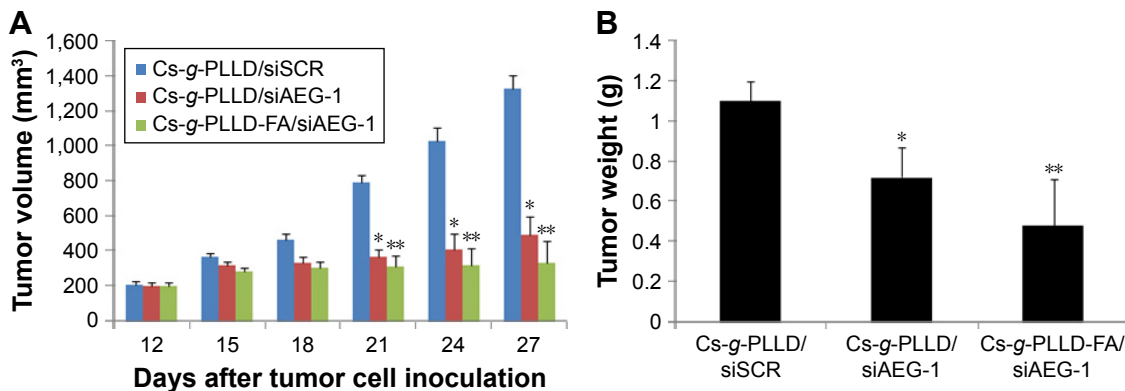 A
Tumor volume (mm³)
1,600
1,400
1,200
1,000
800
600
400
200
0
Cs-g-PLLD/siSCR
Cs-g-PLLD/siAEG-1
Cs-g-PLLD-FA/siAEG-1
* ** * ** * **
12 15 18 21 24 27
Days after tumor cell inoculation
B
Tumor weight (g)
1.4
1.2
1
0.8
0.6
0.4
0.2
0
*
**
Cs-g-PLLD/
siSCR
Cs-g-PLLD/
siAEG-1
Cs-g-PLLD-FA/
siAEG-1